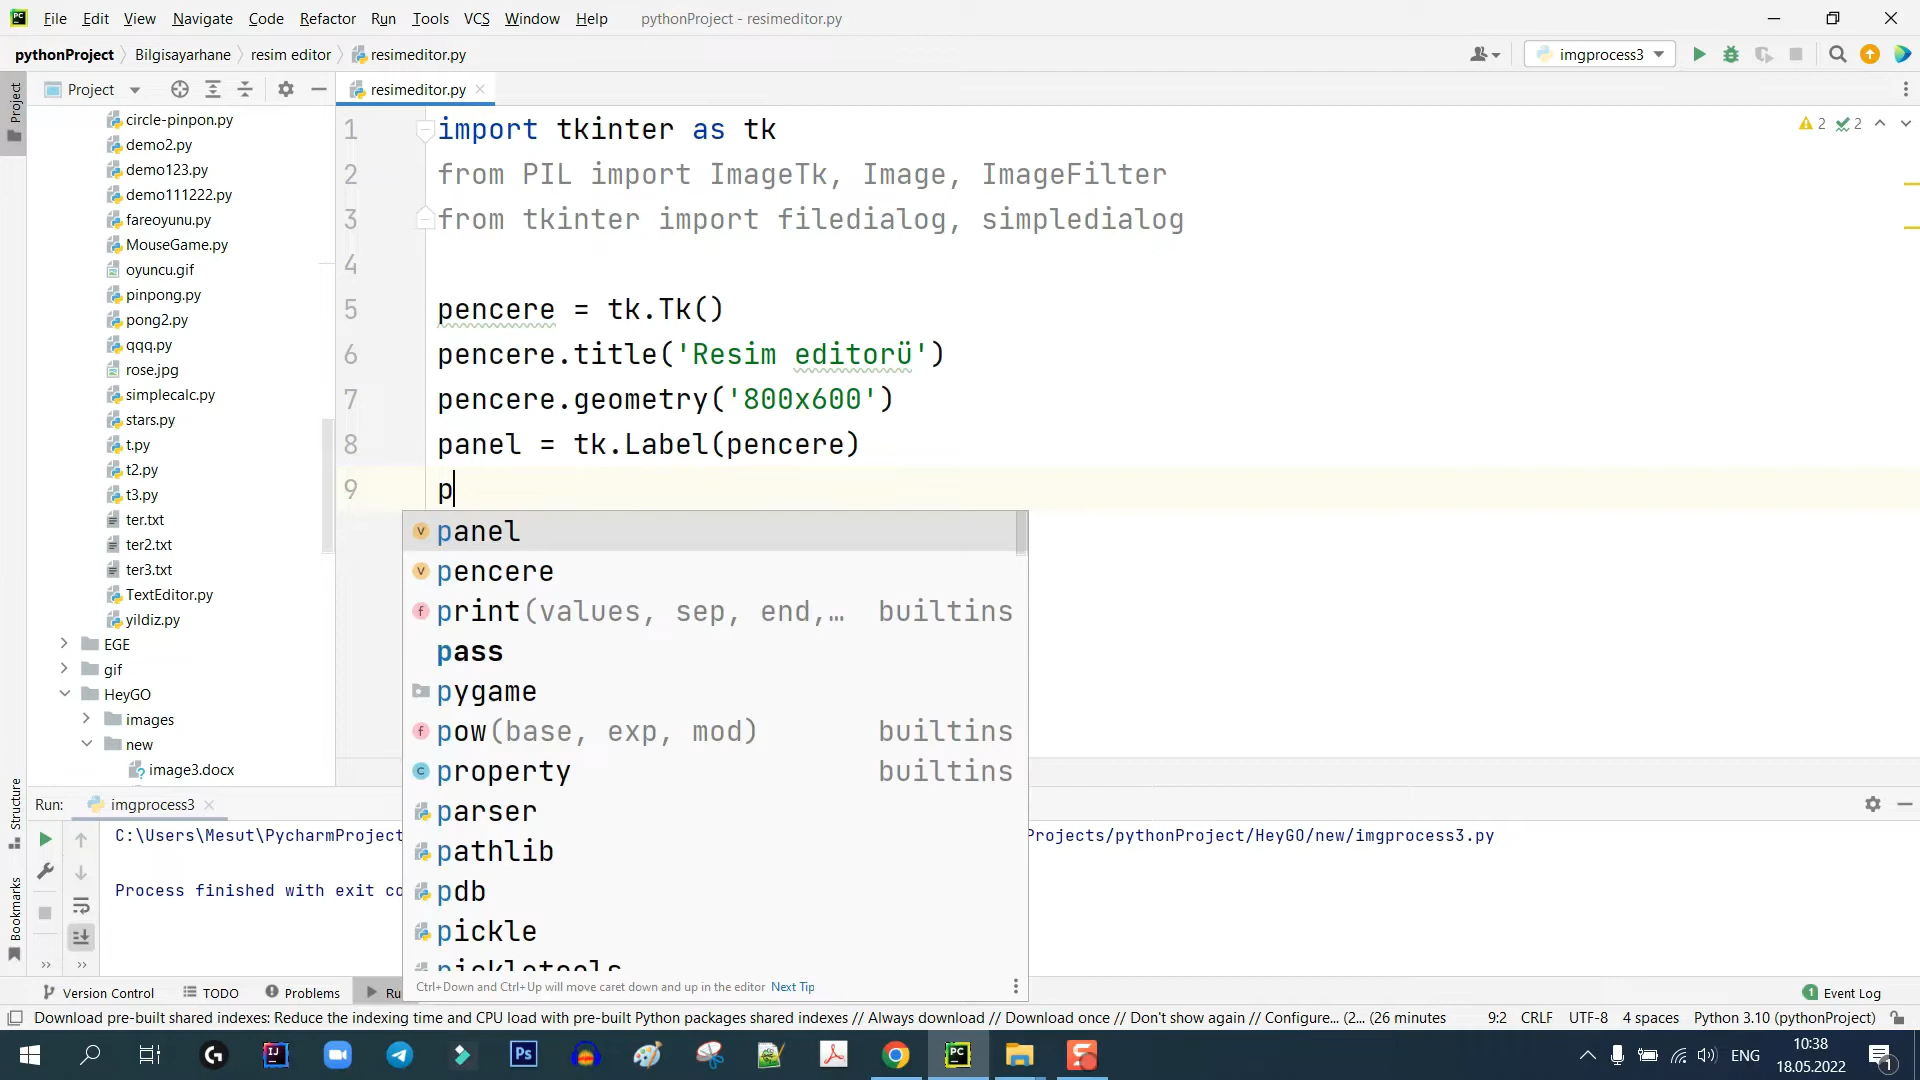 File Edit View Navigate Code Refactor Run Tools VCS Window Help pythonProject - resimeditor.py
pythonProject Bilgisayarhane resim editor resimeditor.py imgprocess3
Project resimeditor.py
Project
circle-pinpon.py
demo2.py
demo123.py
demo111222.py
fareoyunu.py
MouseGame.py
oyuncu.gif
pinpong.py
pong2.py
qqq.py
rose.jpg
simplecalc.py
stars.py
t.py
t2.py
t3.py
ter.txt
ter2.txt
ter3.txt
TextEditor.py
yildiz.py
EGE
gif
HeyGO
images
new
image3.docx
2 2
1 import tkinter as tk
2 from PIL import ImageTk, Image, ImageFilter
3 from tkinter import filedialog, simpledialog
4
5 pencere = tk.Tk()
6 pencere.title('Resim editorÜ')
7 pencere.geometry('800x600')
8 panel = tk.Label(pencere)
9 p
panel
pencere
print(values, sep, end,… builtins
pass
pygame
pow(base, exp, mod) builtins
property builtins
parser
pathlib
pdb
pickle
pickletools
Ctrl+Down and Ctrl+Up will move caret down and up in the editor Next Tip
Structure
Bookmarks
Run: imgprocess3
C:\Users\Mesut\PycharmProject Projects/pythonProject/HeyGO/new/imgprocess3.py
Process finished with exit co
Version Control TODO Problems Ru 1 Event Log
Download pre-built shared indexes: Reduce the indexing time and CPU load with pre-built Python packages shared indexes // Always download // Download once // Don't show again // Configure... (2... (26 minutes 9:2 CRLF UTF-8 4 spaces Python 3.10 (pythonProject)
ENG 10:38
18.05.2022
1